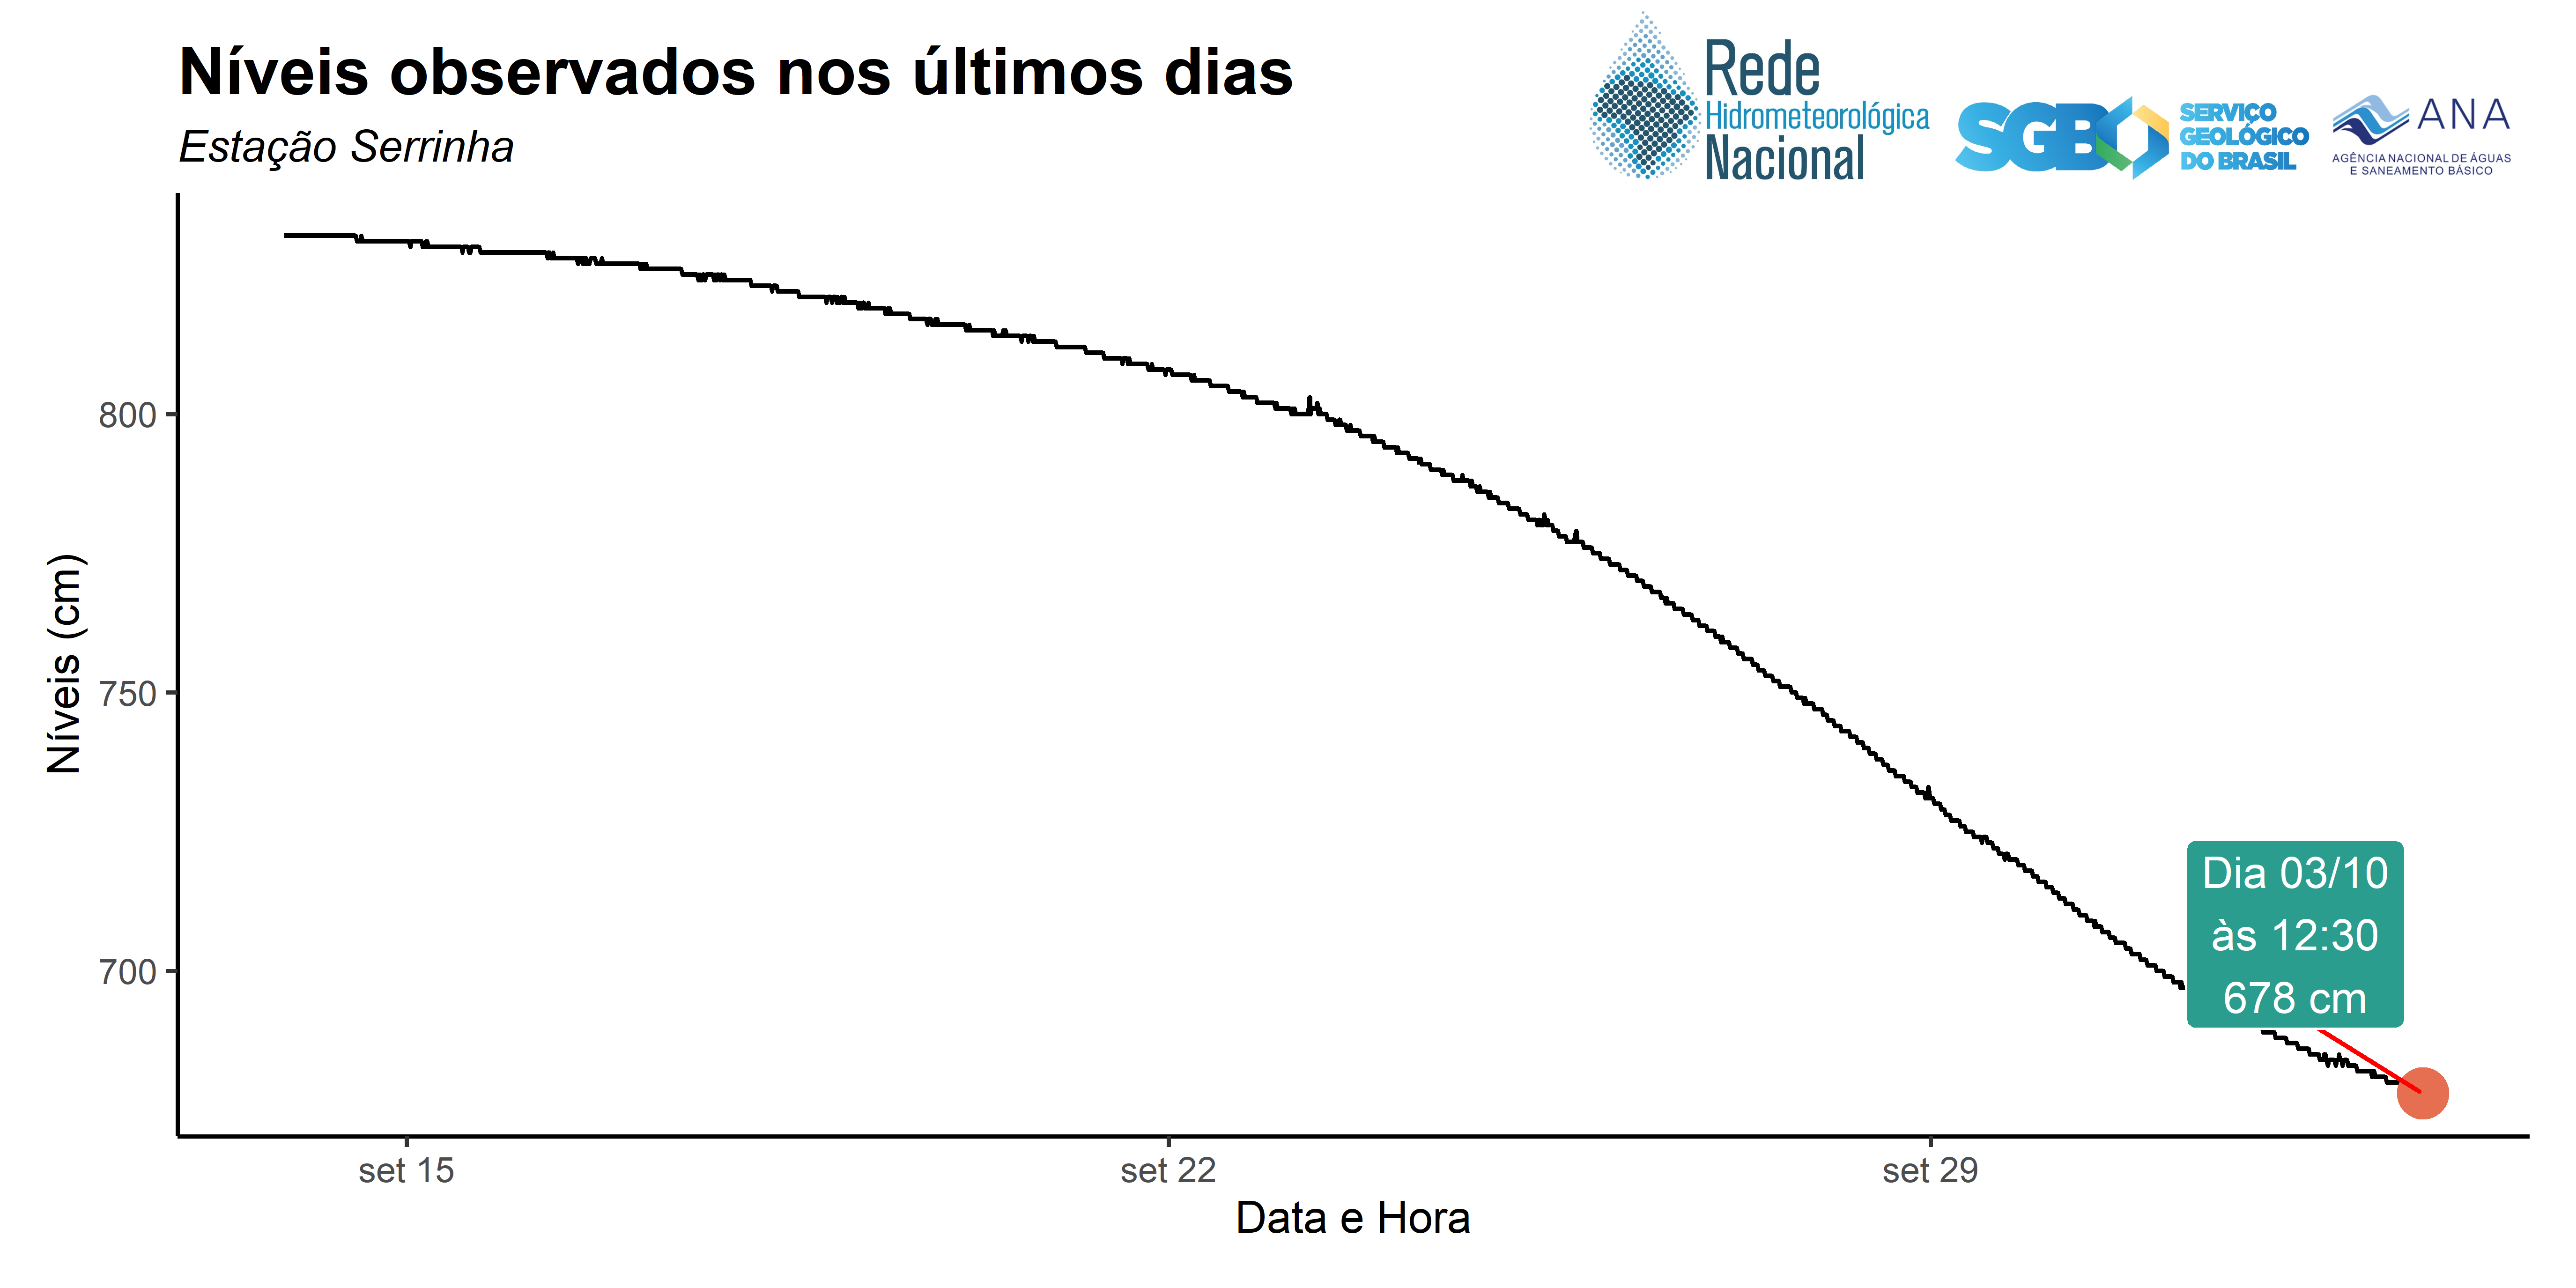 Níveis observados nos últimos dias
Estação Serrinha
Rede
Hidrometeorológica
Nacional
SGB
SERVIÇO
GEOLÓGICO
DO BRASIL
ANA
AGÊNCIA NACIONAL DE ÁGUAS
E SANEAMENTO BÁSICO
Níveis (cm)
800
750
700
Dia 03/10
às 12:30
678 cm
set 15
set 22
set 29
Data e Hora